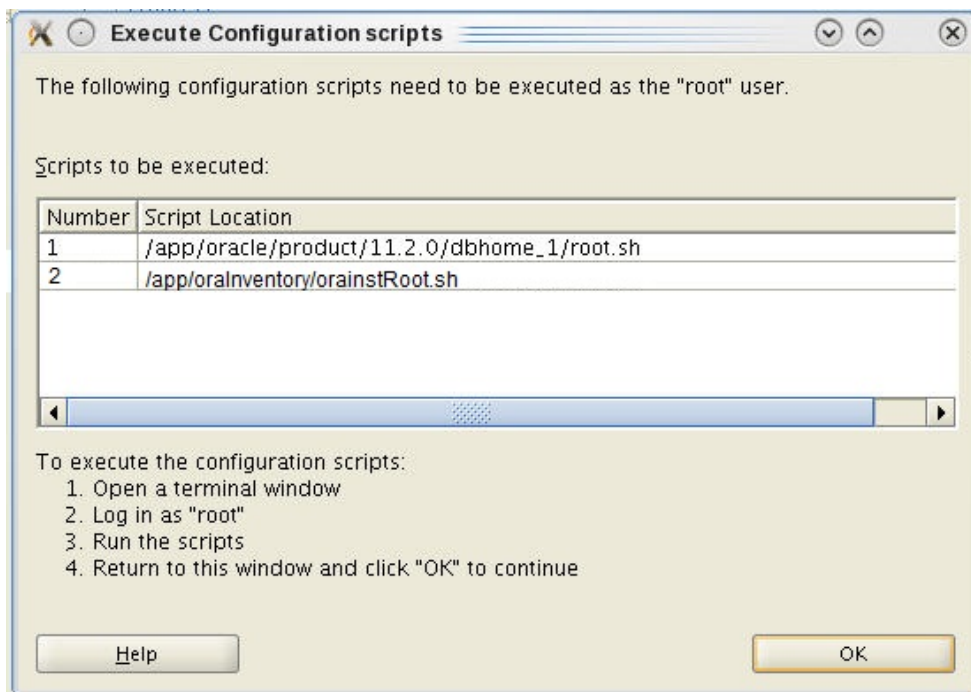 Execute Configuration scripts
The following configuration scripts need to be executed as the "root" user.
Scripts to be executed:
Number Script Location
1 /app/oracle/product/11.2.0/dbhome_1/root.sh
2 /app/oraInventory/orainstRoot.sh
To execute the configuration scripts:
1. Open a terminal window
2. Log in as "root"
3. Run the scripts
4. Return to this window and click "OK" to continue
Help OK